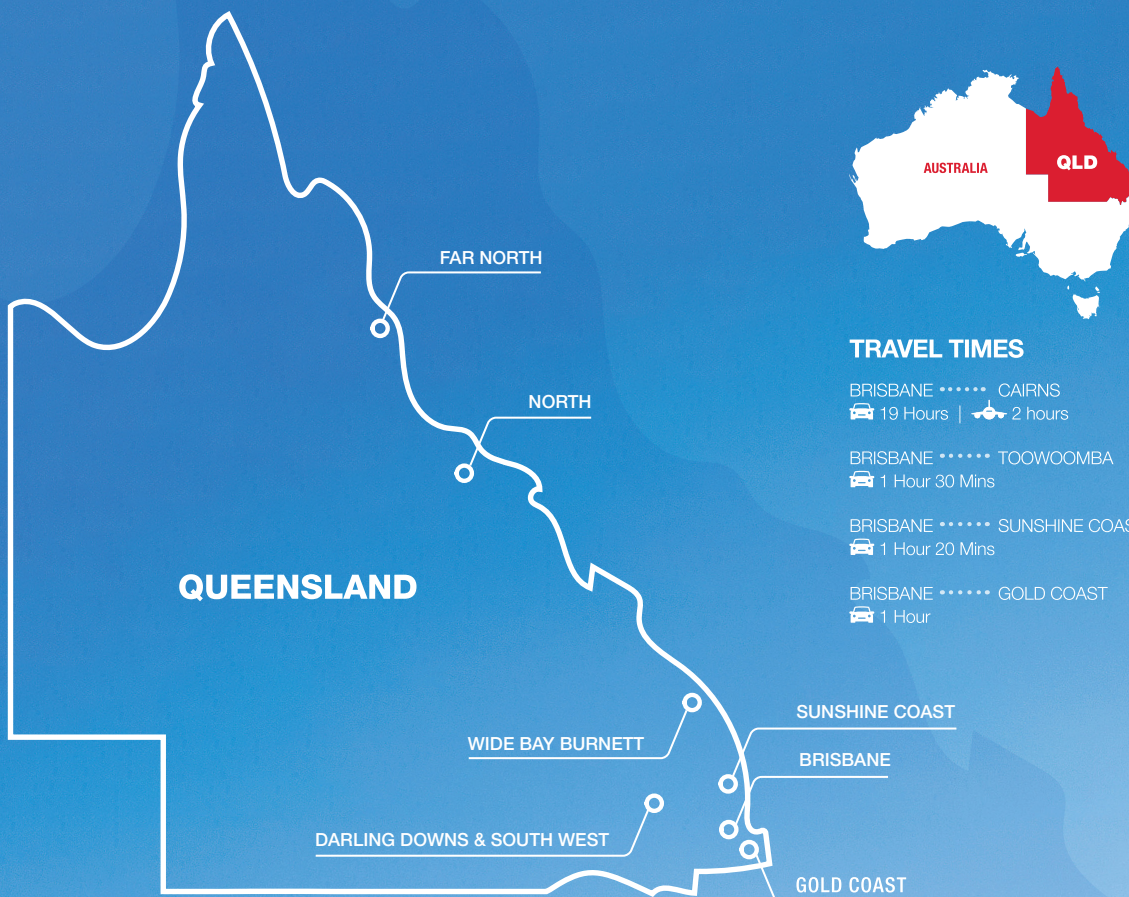 AUSTRALIA
QLD
FAR NORTH
NORTH
QUEENSLAND
WIDE BAY BURNETT
SUNSHINE COAST
BRISBANE
DARLING DOWNS & SOUTH WEST
GOLD COAST
TRAVEL TIMES
BRISBANE •••••• CAIRNS
19 Hours | 2 hours
BRISBANE •••••• TOOWOOMBA
1 Hour 30 Mins
BRISBANE •••••• SUNSHINE COAS
1 Hour 20 Mins
BRISBANE •••••• GOLD COAST
1 Hour